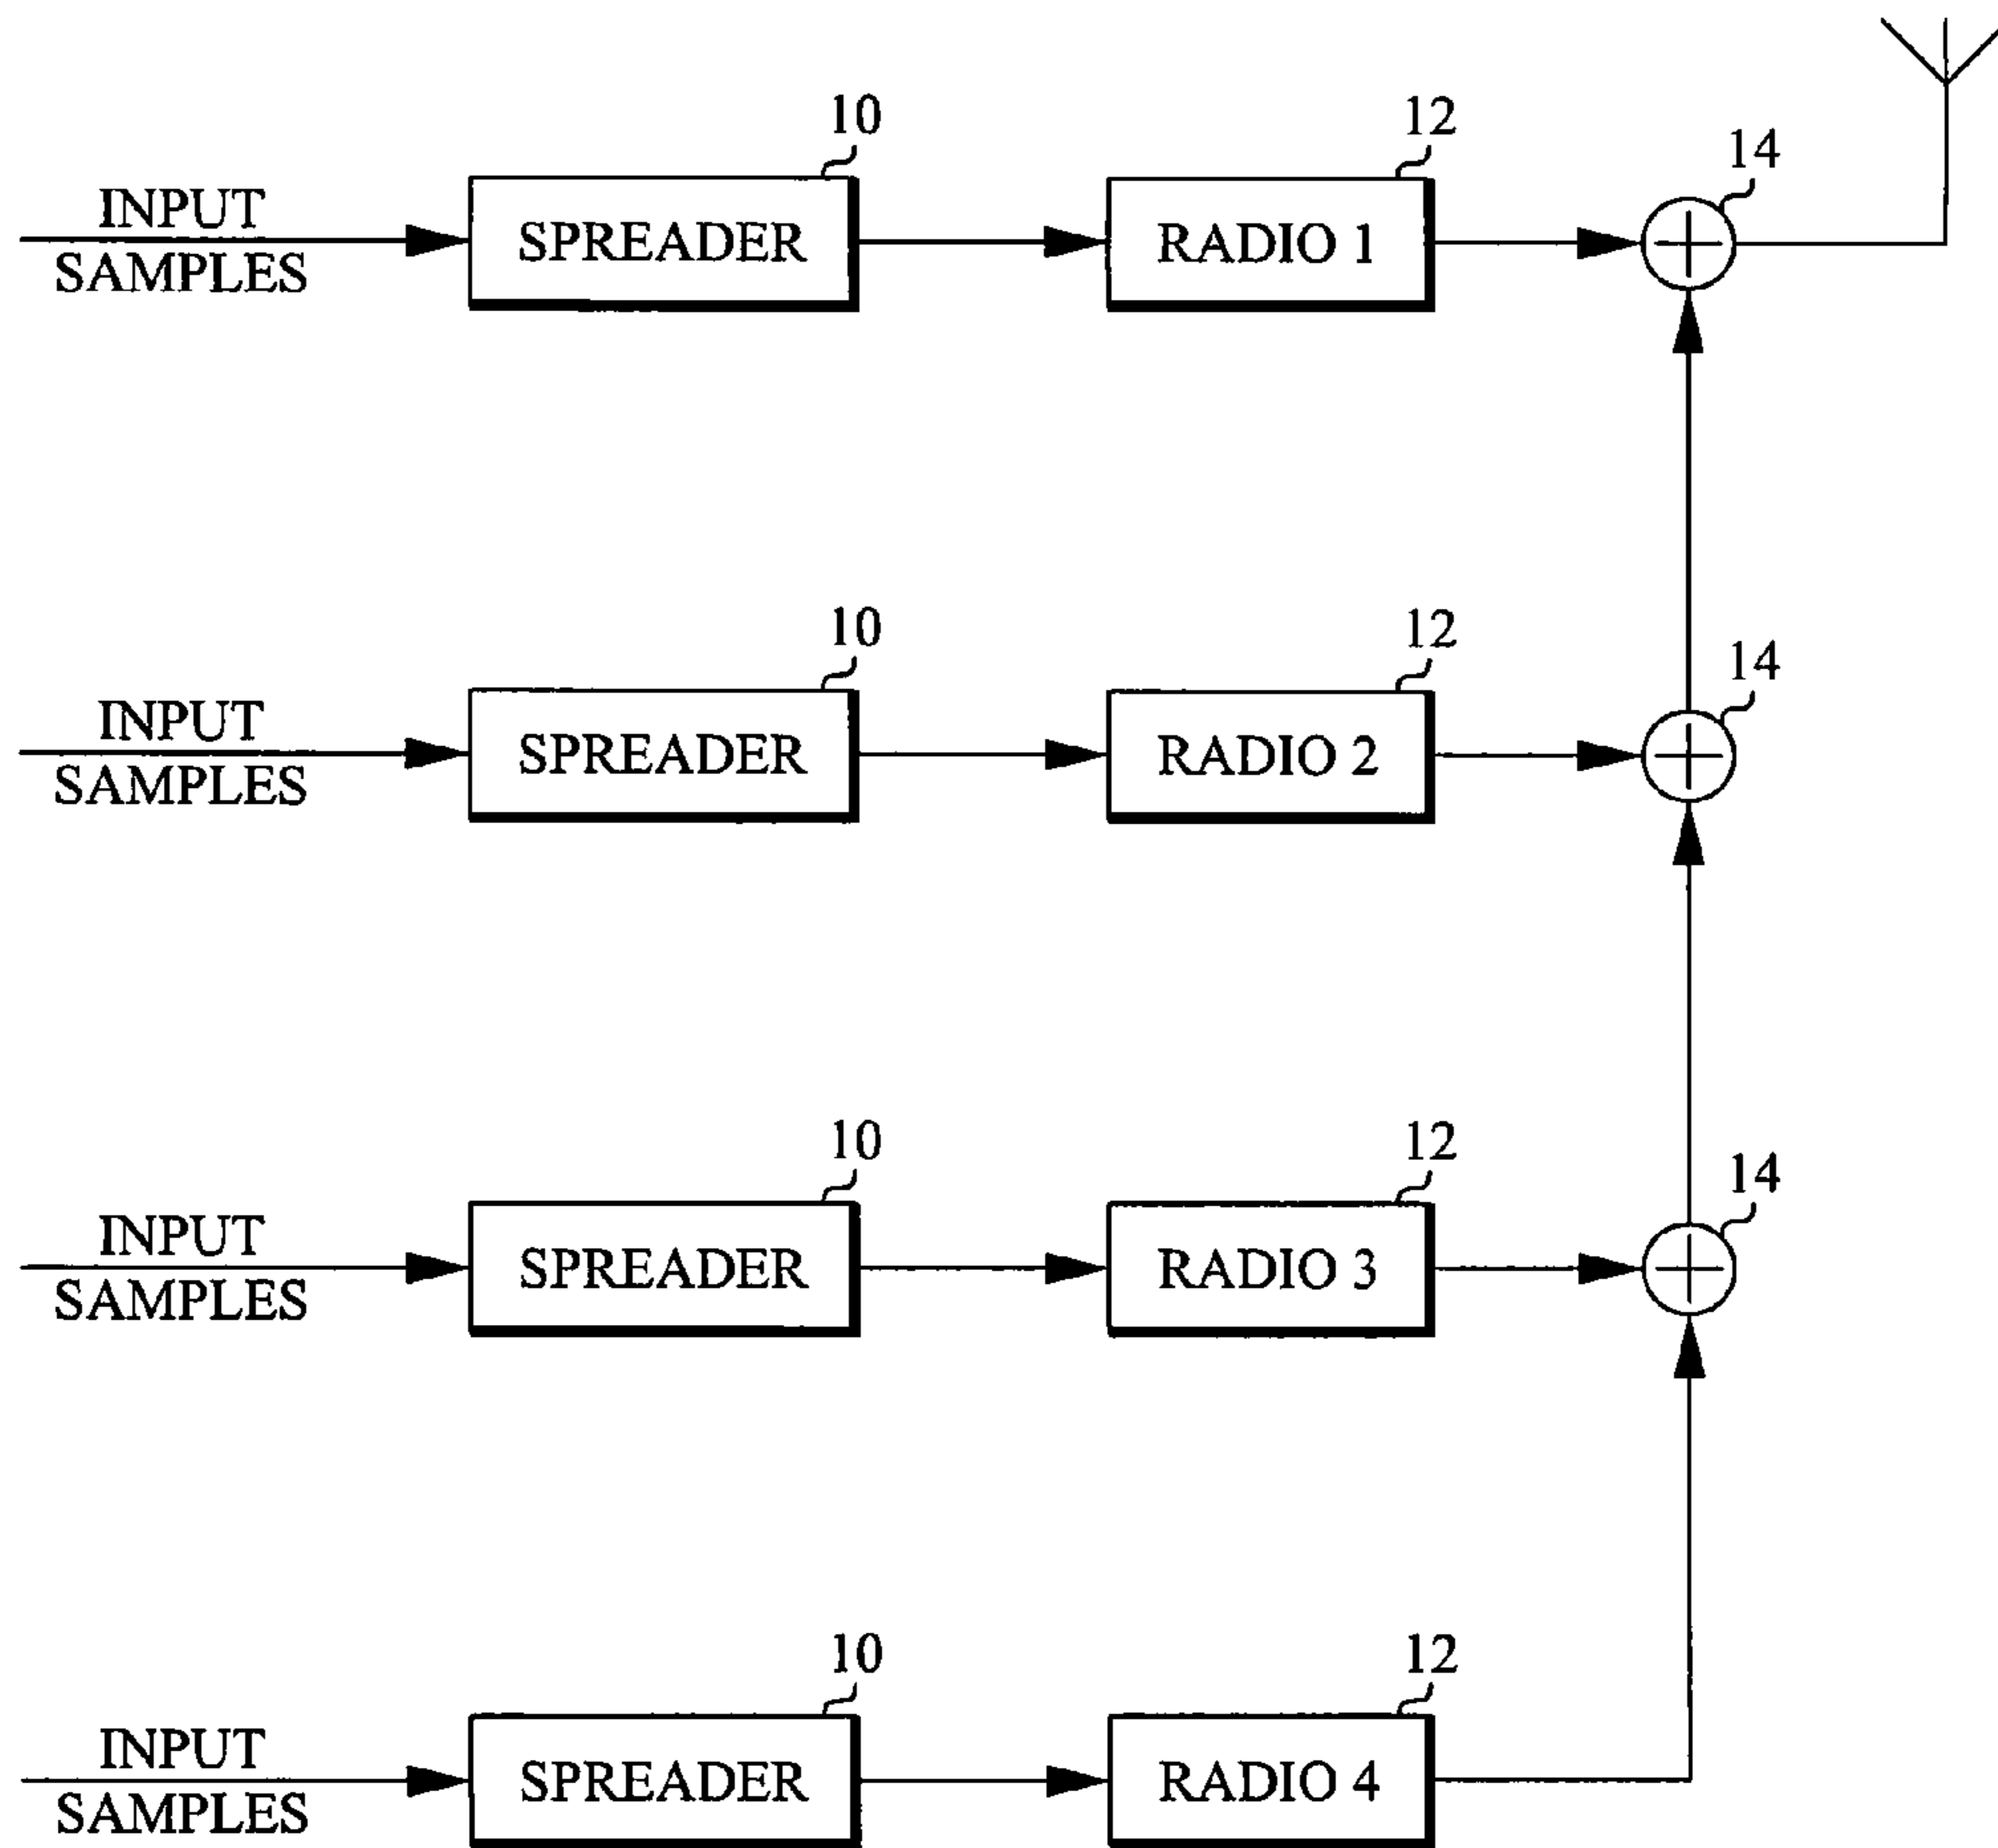 10
12
14
INPUT
SAMPLES
SPREADER
RADIO 1
10
12
14
INPUT
SAMPLES
SPREADER
RADIO 2
10
12
14
INPUT
SAMPLES
SPREADER
RADIO 3
10
12
INPUT
SAMPLES
SPREADER
RADIO 4